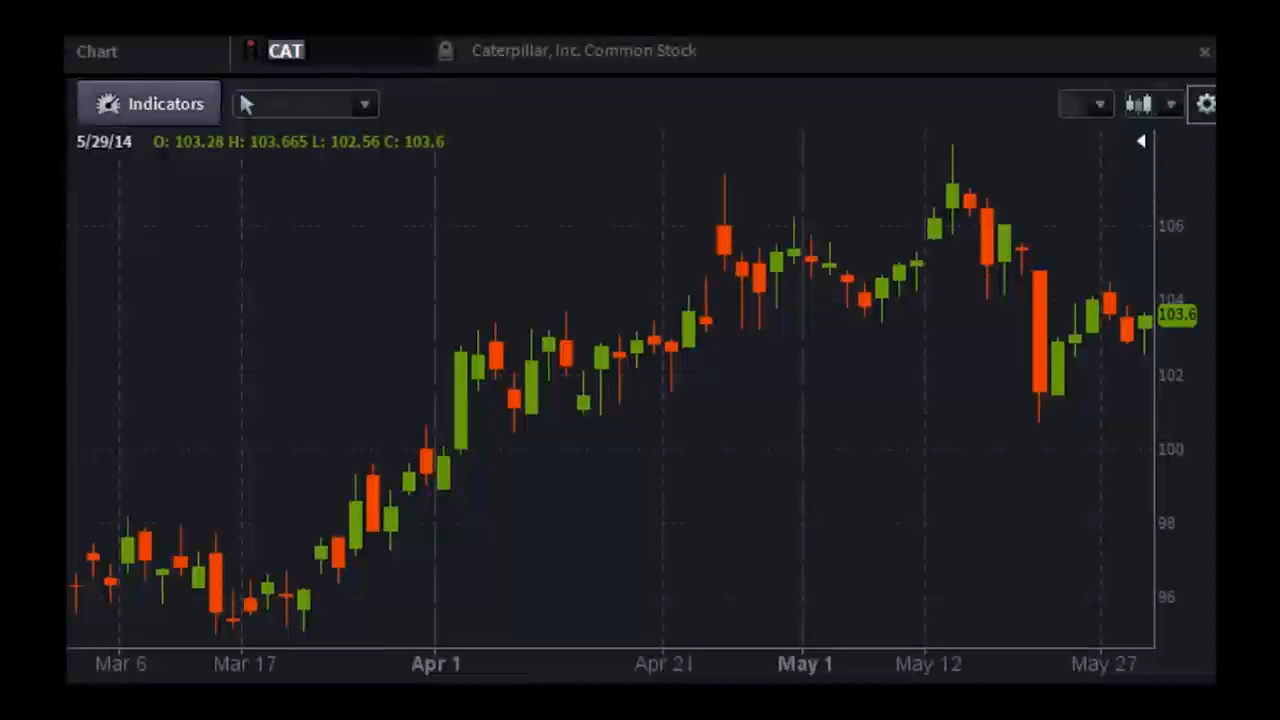 Chart CAT Caterpillar, Inc. Common Stock
Indicators
5/29/14 O: 103.28 H: 103.665 L: 102.56 C: 103.6
106
104
103.6
102
100
98
96
Mar 6 Mar 17 Apr 1 Apr 21 May 1 May 12 May 27